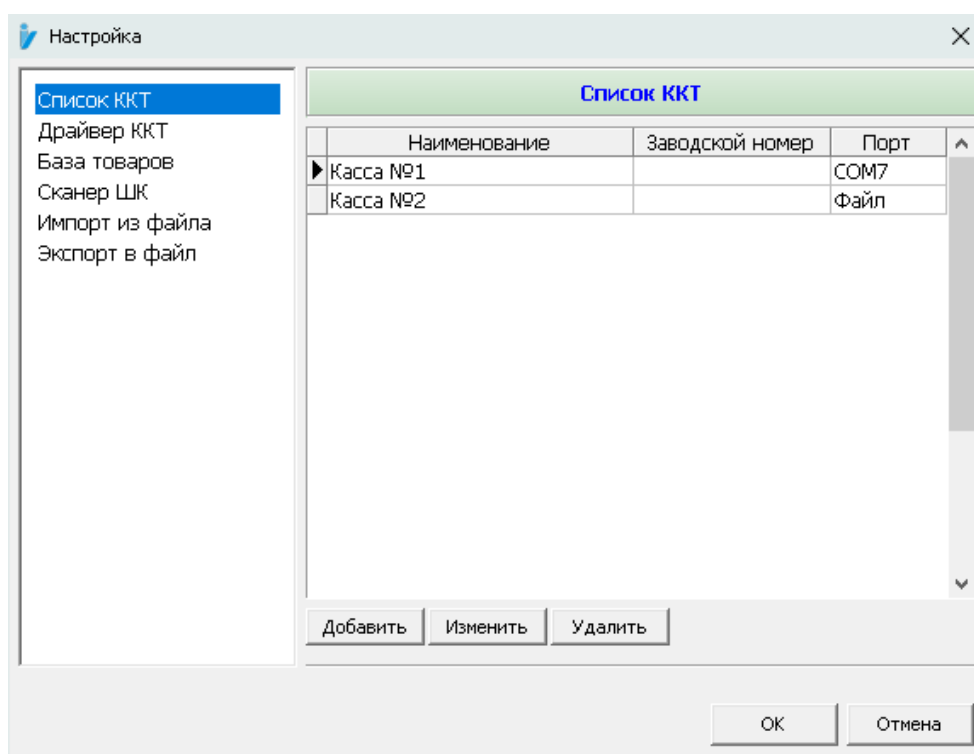 Настройка
Список ККТ
Драйвер ККТ
База товаров
Сканер ШК
Импорт из файла
Экспорт в файл
Список ККТ
Наименование Заводской номер Порт
Касса №1 COM7
Касса №2 Файл
Добавить Изменить Удалить
OK Отмена